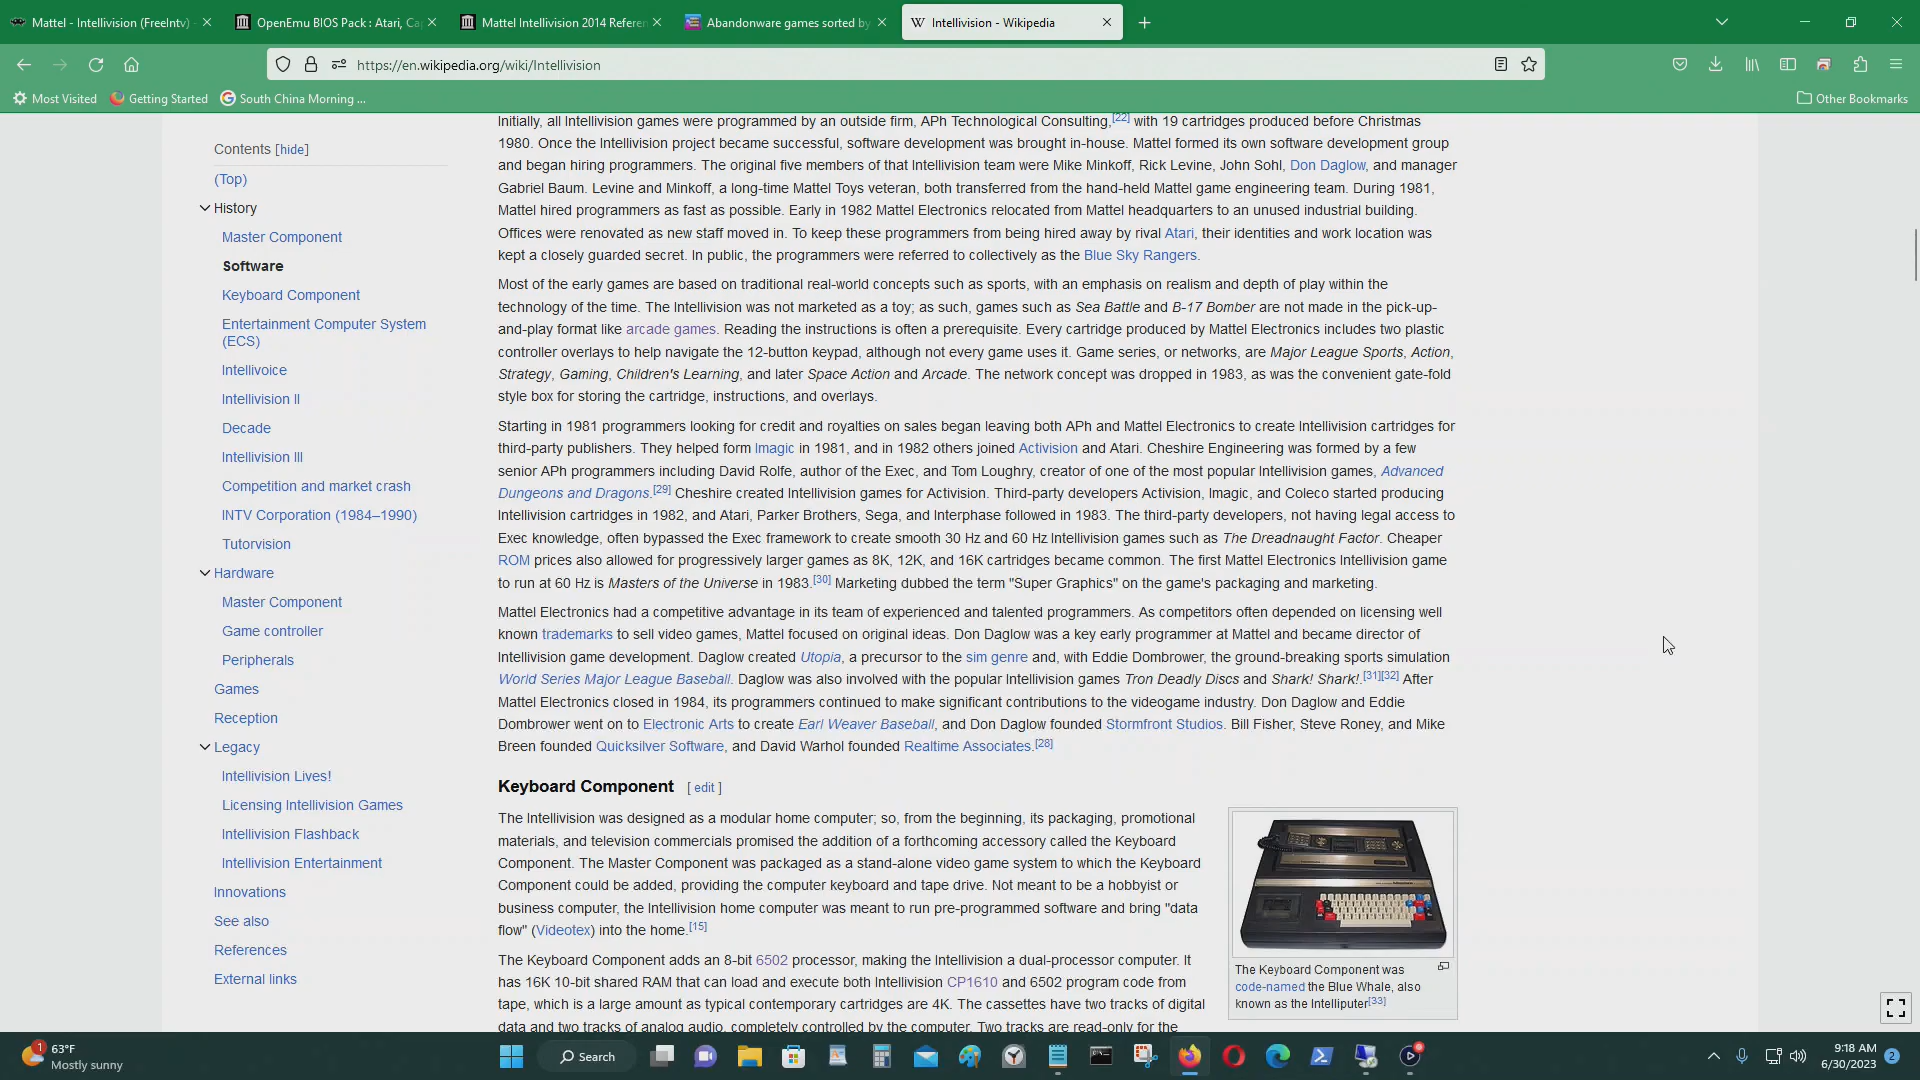 Mattel - Intellivision (FreeIntv)
OpenEmu BIOS Pack : Atari, Ca
Mattel Intellivision 2014 Refere
Abandonware games sorted by
Intellivision - Wikipedia
https://en.wikipedia.org/wiki/Intellivision
Most Visited
Getting Started
South China Morning ...
Other Bookmarks
Contents [hide]
(Top)
History
Master Component
Software
Keyboard Component
Entertainment Computer System
(ECS)
Intellivoice
Intellivision II
Decade
Intellivision III
Competition and market crash
INTV Corporation (1984–1990)
Tutorvision
Hardware
Master Component
Game controller
Peripherals
Games
Reception
Legacy
Intellivision Lives!
Licensing Intellivision Games
Intellivision Flashback
Intellivision Entertainment
Innovations
See also
References
External links
Initially, all Intellivision games were programmed by an outside firm, APh Technological Consulting,[22] with 19 cartridges produced before Christmas
1980. Once the Intellivision project became successful, software development was brought in-house. Mattel formed its own software development group
and began hiring programmers. The original five members of that Intellivision team were Mike Minkoff, Rick Levine, John Sohl, Don Daglow, and manager
Gabriel Baum. Levine and Minkoff, a long-time Mattel Toys veteran, both transferred from the hand-held Mattel game engineering team. During 1981,
Mattel hired programmers as fast as possible. Early in 1982 Mattel Electronics relocated from Mattel headquarters to an unused industrial building.
Offices were renovated as new staff moved in. To keep these programmers from being hired away by rival Atari, their identities and work location was
kept a closely guarded secret. In public, the programmers were referred to collectively as the Blue Sky Rangers.
Most of the early games are based on traditional real-world concepts such as sports, with an emphasis on realism and depth of play within the
technology of the time. The Intellivision was not marketed as a toy; as such, games such as Sea Battle and B-17 Bomber are not made in the pick-up-
and-play format like arcade games. Reading the instructions is often a prerequisite. Every cartridge produced by Mattel Electronics includes two plastic
controller overlays to help navigate the 12-button keypad, although not every game uses it. Game series, or networks, are Major League Sports, Action,
Strategy, Gaming, Children's Learning, and later Space Action and Arcade. The network concept was dropped in 1983, as was the convenient gate-fold
style box for storing the cartridge, instructions, and overlays.
Starting in 1981 programmers looking for credit and royalties on sales began leaving both APh and Mattel Electronics to create Intellivision cartridges for
third-party publishers. They helped form Imagic in 1981, and in 1982 others joined Activision and Atari. Cheshire Engineering was formed by a few
senior APh programmers including David Rolfe, author of the Exec, and Tom Loughry, creator of one of the most popular Intellivision games, Advanced
Dungeons and Dragons.[29] Cheshire created Intellivision games for Activision. Third-party developers Activision, Imagic, and Coleco started producing
Intellivision cartridges in 1982, and Atari, Parker Brothers, Sega, and Interphase followed in 1983. The third-party developers, not having legal access to
Exec knowledge, often bypassed the Exec framework to create smooth 30 Hz and 60 Hz Intellivision games such as The Dreadnaught Factor. Cheaper
ROM prices also allowed for progressively larger games as 8K, 12K, and 16K cartridges became common. The first Mattel Electronics Intellivision game
to run at 60 Hz is Masters of the Universe in 1983.[30] Marketing dubbed the term "Super Graphics" on the game's packaging and marketing.
Mattel Electronics had a competitive advantage in its team of experienced and talented programmers. As competitors often depended on licensing well
known trademarks to sell video games, Mattel focused on original ideas. Don Daglow was a key early programmer at Mattel and became director of
Intellivision game development. Daglow created Utopia, a precursor to the sim genre and, with Eddie Dombrower, the ground-breaking sports simulation
World Series Major League Baseball. Daglow was also involved with the popular Intellivision games Tron Deadly Discs and Shark! Shark!.[31][32] After
Mattel Electronics closed in 1984, its programmers continued to make significant contributions to the videogame industry. Don Daglow and Eddie
Dombrower went on to Electronic Arts to create Earl Weaver Baseball, and Don Daglow founded Stormfront Studios. Bill Fisher, Steve Roney, and Mike
Breen founded Quicksilver Software, and David Warhol founded Realtime Associates.[28]
Keyboard Component [ edit ]
The Intellivision was designed as a modular home computer; so, from the beginning, its packaging, promotional
materials, and television commercials promised the addition of a forthcoming accessory called the Keyboard
Component. The Master Component was packaged as a stand-alone video game system to which the Keyboard
Component could be added, providing the computer keyboard and tape drive. Not meant to be a hobbyist or
business computer, the Intellivision home computer was meant to run pre-programmed software and bring "data
flow" (Videotex) into the home.[15]
The Keyboard Component adds an 8-bit 6502 processor, making the Intellivision a dual-processor computer. It
has 16K 10-bit shared RAM that can load and execute both Intellivision CP1610 and 6502 program code from
tape, which is a large amount as typical contemporary cartridges are 4K. The cassettes have two tracks of digital
data and two tracks of analog audio, completely controlled by the computer. Two tracks are read-only for the
The Keyboard Component was
code-named the Blue Whale, also
known as the Intelliputer[33]
1
63°F
Mostly sunny
Search
9:18 AM
6/30/2023
2